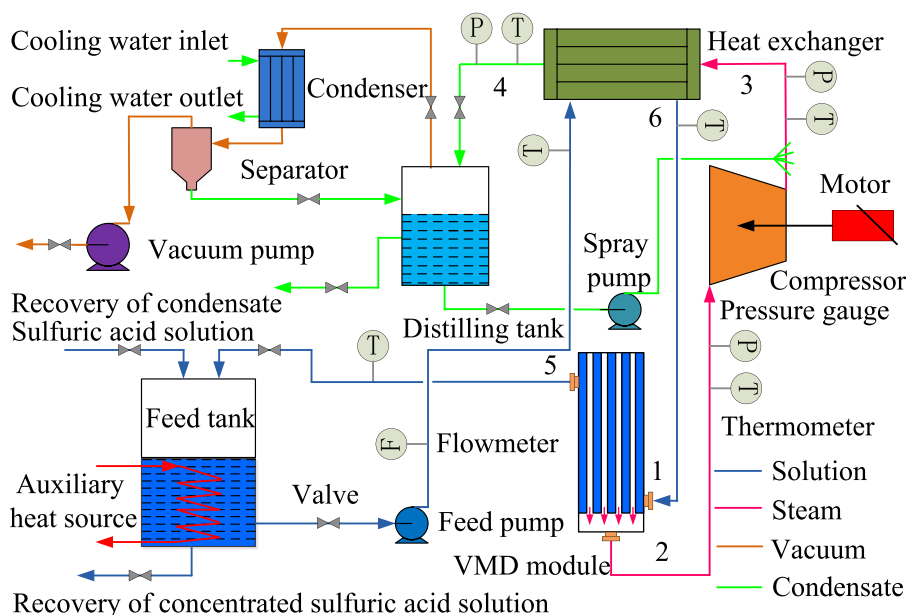 Cooling water inlet
Cooling water outlet
Condenser
Separator
Vacuum pump
P
T
4
Heat exchanger
3
P
T
6
T
T
Motor
Spray
pump
Compressor
Pressure gauge
Recovery of condensate
Sulfuric acid solution
Distilling tank
T
5
P
T
Feed tank
F
Flowmeter
Thermometer
Auxiliary
heat source
Valve
Feed pump
1
2
VMD module
Solution
Steam
Vacuum
Condensate
Recovery of concentrated sulfuric acid solution